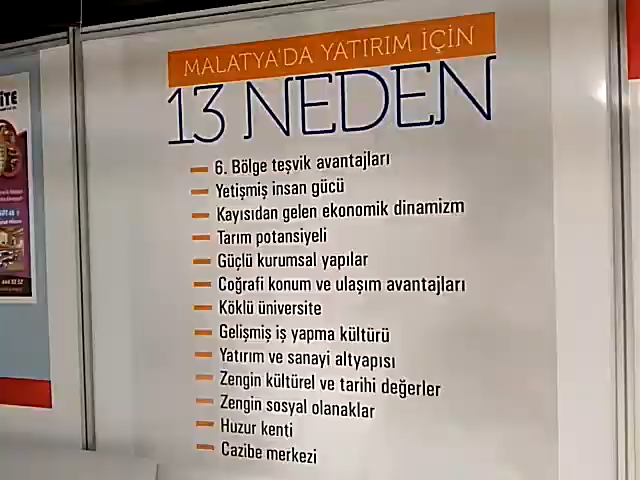 MALATYA'DA YATIRIM İÇİN
13 NEDEN
6. Bölge teşvik avantajları
Yetişmiş insan gücü
Kayısıdan gelen ekonomik dinamizm
Tarım potansiyeli
Güçlü kurumsal yapılar
Coğrafi konum ve ulaşım avantajları
Köklü üniversite
Gelişmiş iş yapma kültürü
Yatırım ve sanayi altyapısı
Zengin kültürel ve tarihi değerler
Zengin sosyal olanaklar
Huzur kenti
Cazibe merkezi